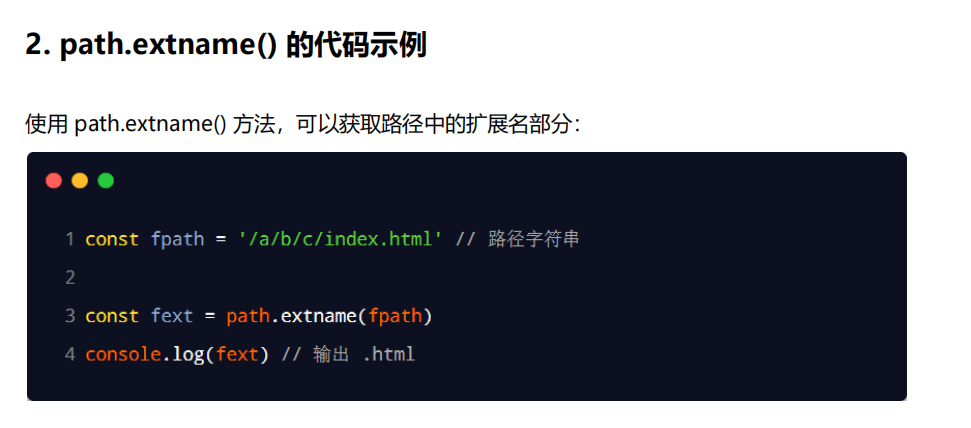 2. path.extname() 的代码示例
使用 path.extname() 方法，可以获取路径中的扩展名部分：
1 const fpath = '/a/b/c/index.html' // 路径字符串
2
3 const fext = path.extname(fpath)
4 console.log(fext) // 输出 .html